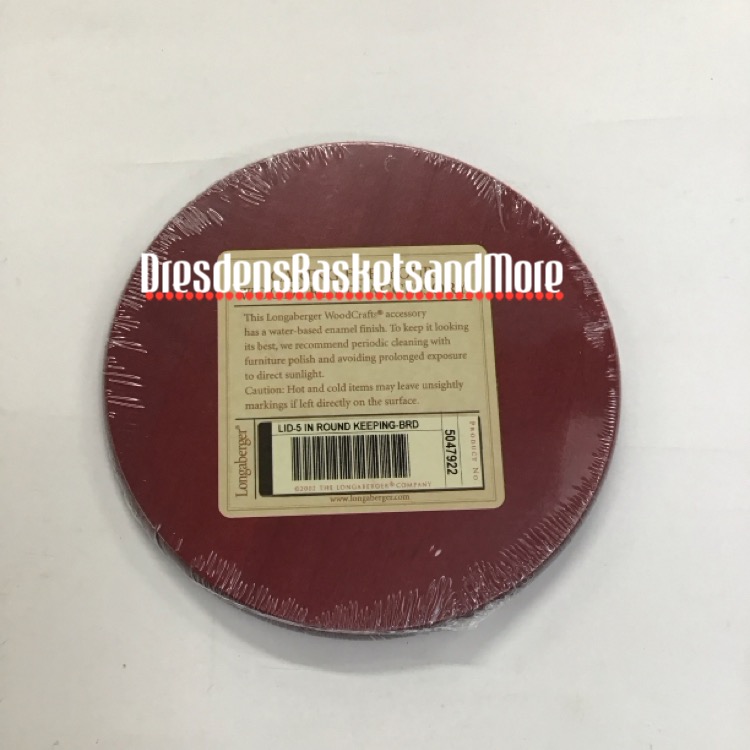 DresdensBasketsandMore
This Longaberger WoodCrafts® accessory
has a water-based enamel finish. To keep it looking
its best, we recommend periodic cleaning with
furniture polish and avoiding prolonged exposure
to direct sunlight.
Caution: Hot and cold items may leave unsightly
markings if left directly on the surface.
Longaberger®
LID-5 IN ROUND KEEPING-BRD
5047922
PRODUCT NO.
THE LONGABERGER® COMPANY
www.longaberger.com